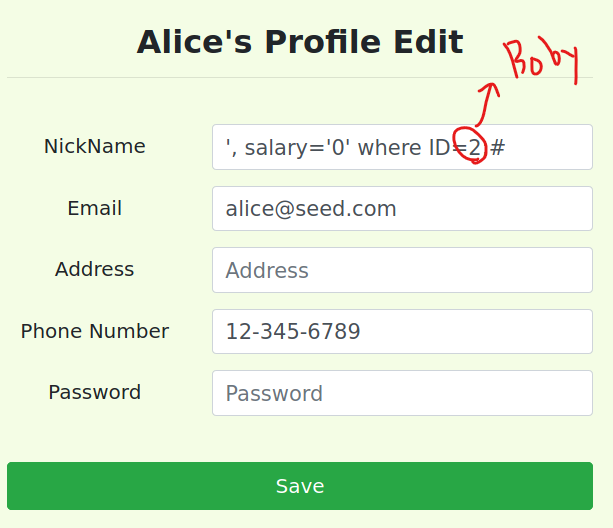 Alice's Profile Edit
Boby
NickName
', salary='0' where ID=2,#
Email
alice@seed.com
Address
Address
Phone Number
12-345-6789
Password
Password
Save